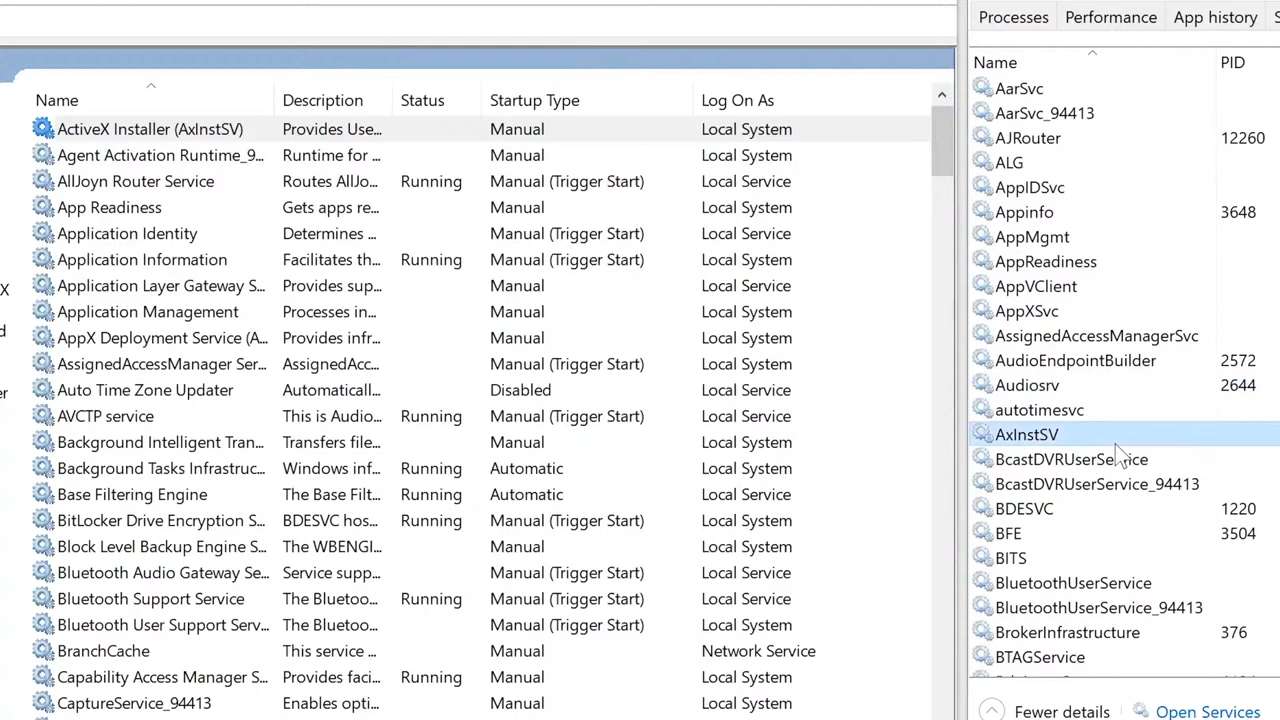 Name Description Status Startup Type Log On As
ActiveX Installer (AxInstSV) Provides Use... Manual Local System
Agent Activation Runtime_9... Runtime for ... Manual Local System
AllJoyn Router Service Routes AllJo... Running Manual (Trigger Start) Local Service
App Readiness Gets apps re... Manual Local System
Application Identity Determines ... Manual (Trigger Start) Local Service
Application Information Facilitates th... Running Manual (Trigger Start) Local System
Application Layer Gateway S... Provides sup... Manual Local Service
Application Management Processes in... Manual Local System
AppX Deployment Service (A... Provides infr... Manual Local System
AssignedAccessManager Ser... AssignedAcc... Manual (Trigger Start) Local System
Auto Time Zone Updater Automaticall... Disabled Local Service
AVCTP service This is Audio... Running Manual (Trigger Start) Local Service
Background Intelligent Tran... Transfers file... Manual Local System
Background Tasks Infrastruc... Windows inf... Running Automatic Local System
Base Filtering Engine The Base Filt... Running Automatic Local Service
BitLocker Drive Encryption S... BDESVC hos... Running Manual (Trigger Start) Local System
Block Level Backup Engine S... The WBENGI... Manual Local System
Bluetooth Audio Gateway Se... Service supp... Manual (Trigger Start) Local Service
Bluetooth Support Service The Bluetoo... Running Manual (Trigger Start) Local Service
Bluetooth User Support Serv... The Bluetoo... Manual (Trigger Start) Local System
BranchCache This service ... Manual Network Service
Capability Access Manager S... Provides faci... Running Manual (Trigger Start) Local System
CaptureService_94413 Enables opti... Manual Local System
X
d
er
Processes Performance App history S
Name PID
AarSvc
AarSvc_94413
AJRouter 12260
ALG
AppIDSvc
Appinfo 3648
AppMgmt
AppReadiness
AppVClient
AppXSvc
AssignedAccessManagerSvc
AudioEndpointBuilder 2572
Audiosrv 2644
autotimesvc
AxInstSV
BcastDVRUserService
BcastDVRUserService_94413
BDESVC 1220
BFE 3504
BITS
BluetoothUserService
BluetoothUserService_94413
BrokerInfrastructure 376
BTAGService
Fewer details Open Services